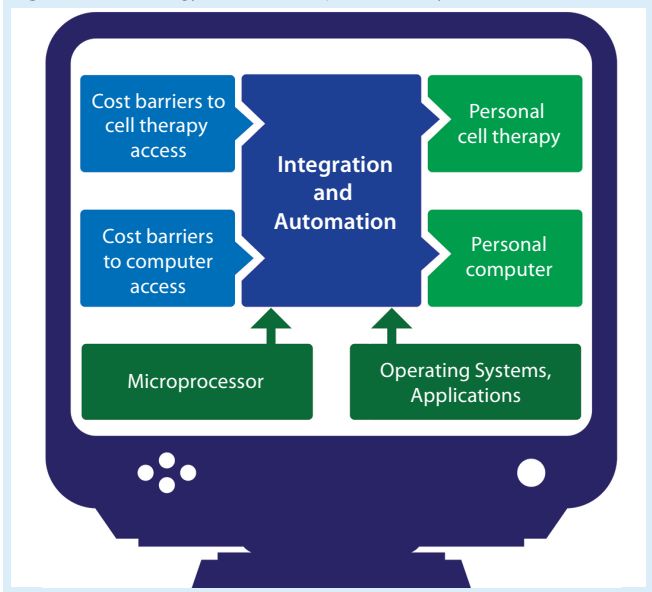 Cost barriers to
cell therapy
access
Integration
and
Automation
Personal
cell therapy
Cost barriers
to computer
access
Personal
computer
Microprocessor
Operating Systems,
Applications